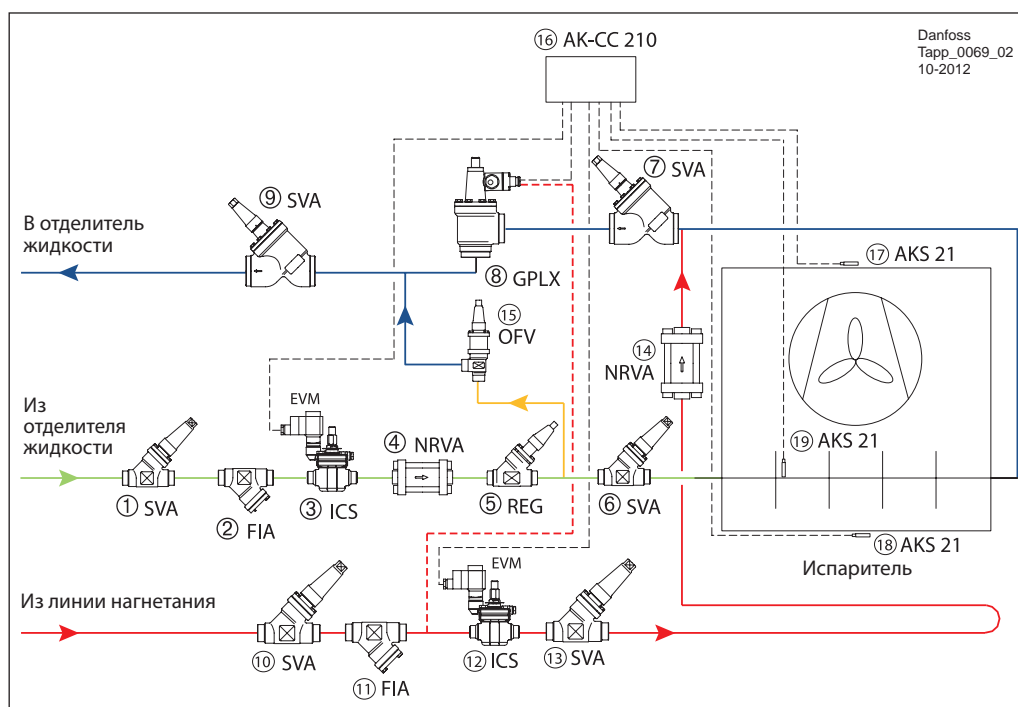 ⑯ AK-CC 210
Danfoss
Tapp_0069_02
10-2012
⑦ SVA
⑨ SVA
В отделитель
жидкости
⑧ GPLX
⑰ AKS 21
⑮
OFV
⑭
NRVA
Из
отделителя
жидкости
EVM
④ NRVA
⑲ AKS 21
① SVA
② FIA
③ ICS
⑤ REG
⑥ SVA
⑱ AKS 21
Испаритель
EVM
Из линии нагнетания
⑩ SVA
⑪ FIA
⑫ ICS
⑬ SVA